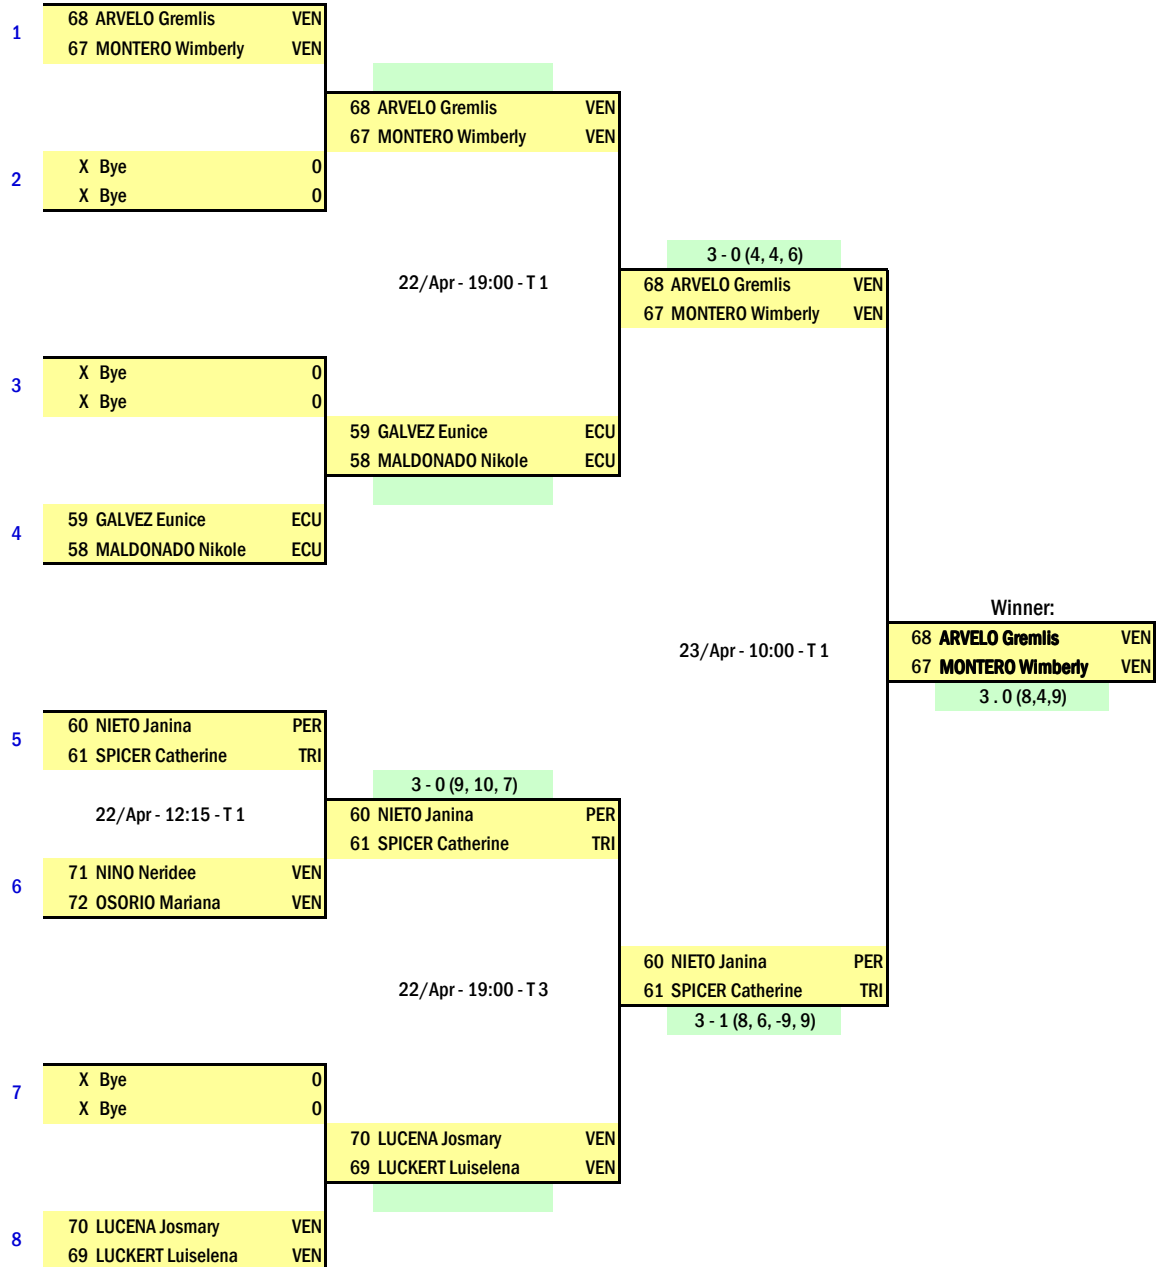 1
68 ARVELO Gremlis VEN
67 MONTERO Wimberly VEN
68 ARVELO Gremlis VEN
67 MONTERO Wimberly VEN
2
X Bye 0
X Bye 0
3 - 0 (4, 4, 6)
22/Apr - 19:00 - T 1
68 ARVELO Gremlis VEN
67 MONTERO Wimberly VEN
3
X Bye 0
X Bye 0
59 GALVEZ Eunice ECU
58 MALDONADO Nikole ECU
4
59 GALVEZ Eunice ECU
58 MALDONADO Nikole ECU
Winner:
23/Apr - 10:00 - T 1
68 ARVELO Gremlis VEN
67 MONTERO Wimberly VEN
3 . 0 (8,4,9)
5
60 NIETO Janina PER
61 SPICER Catherine TRI
3 - 0 (9, 10, 7)
22/Apr - 12:15 - T 1
60 NIETO Janina PER
61 SPICER Catherine TRI
6
71 NINO Neridee VEN
72 OSORIO Mariana VEN
22/Apr - 19:00 - T 3
60 NIETO Janina PER
61 SPICER Catherine TRI
3 - 1 (8, 6, -9, 9)
7
X Bye 0
X Bye 0
70 LUCENA Josmary VEN
69 LUCKERT Luiselena VEN
8
70 LUCENA Josmary VEN
69 LUCKERT Luiselena VEN